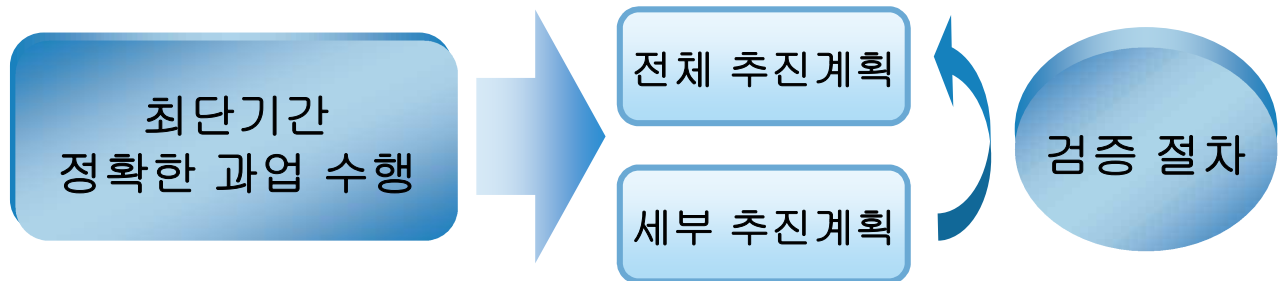 최단기간
정확한 과업 수행
전체 추진계획
세부 추진계획
검증 절차